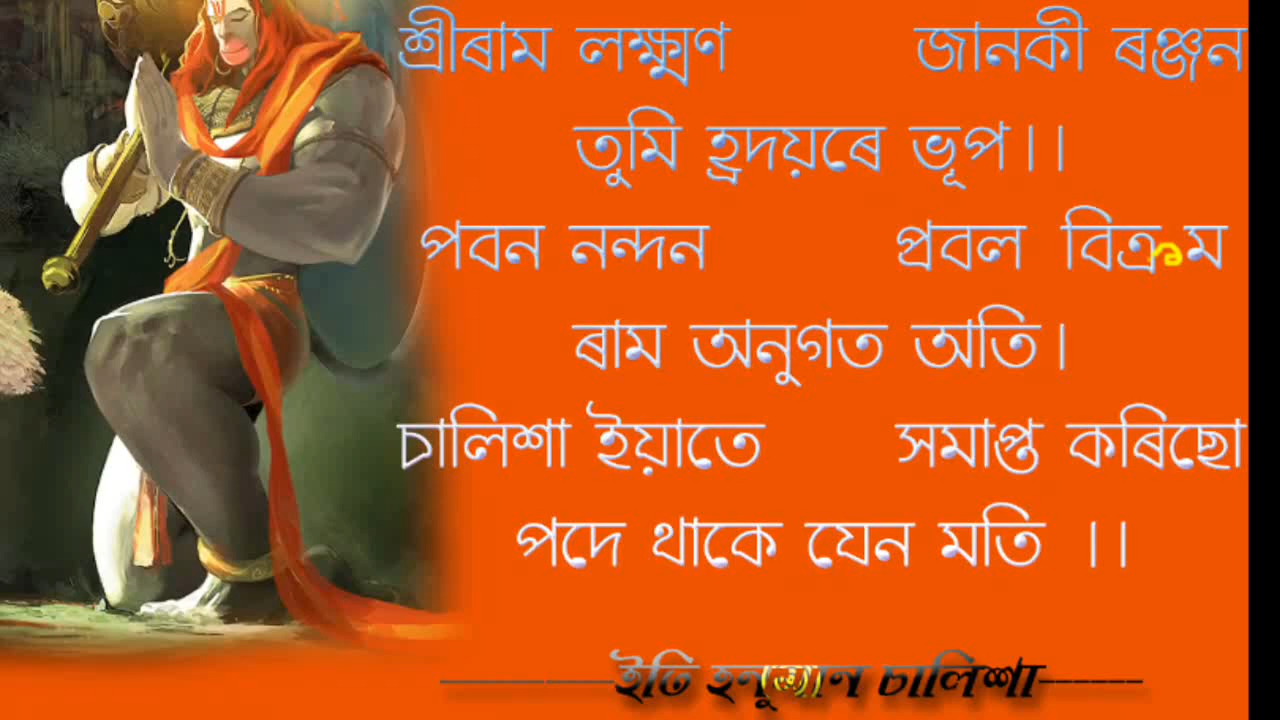 শ্ৰীৰাম লক্ষ্মণ জানকী ৰঞ্জন
তুমি হ্ৰদয়ৰে ভূপ।।
পবন নন্দন প্ৰবল বিক্ৰম
ৰাম অনুগত অতি।
চালিশা ইয়াতে সমাপ্ত কৰিছো
পদে থাকে যেন মতি ।।
-----------ইতি হনুমান চালিশা------